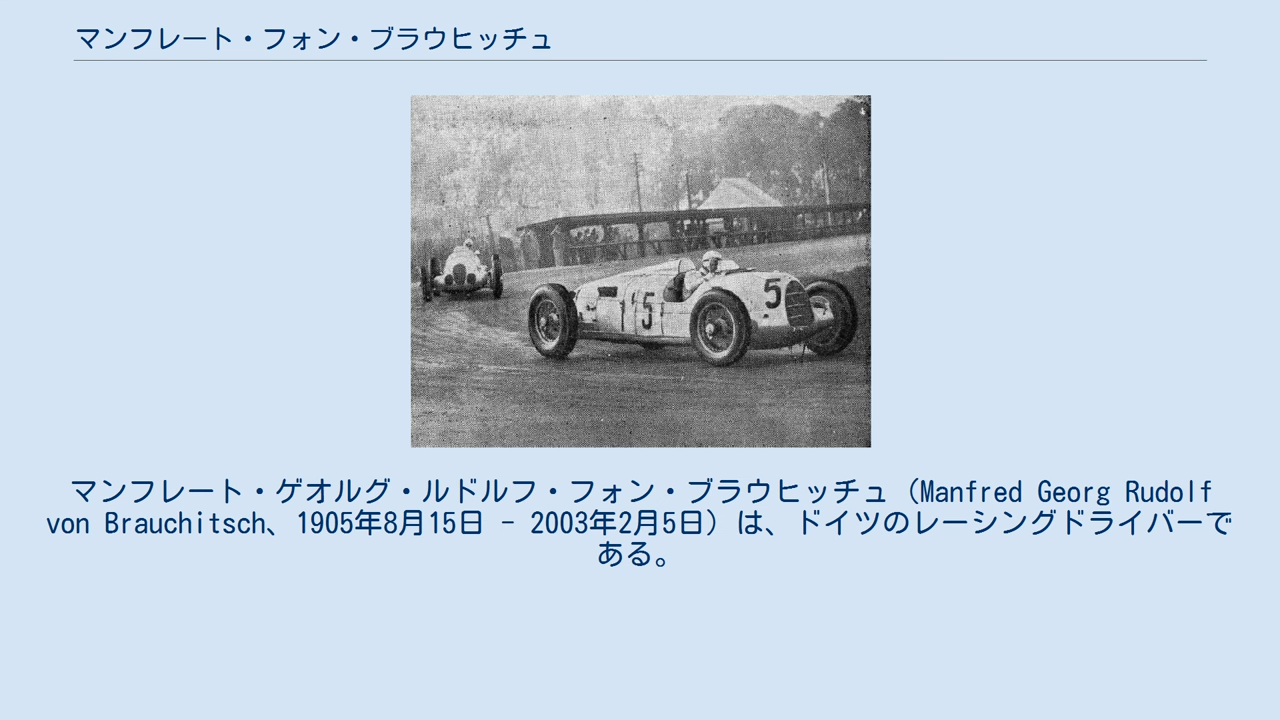 マンフレート・フォン・ブラウヒッチュ
5
5
マンフレート・ゲオルグ・ルドルフ・フォン・ブラウヒッチュ（Manfred Georg Rudolf
von Brauchitsch、1905年8月15日 - 2003年2月5日）は、ドイツのレーシングドライバーで
ある。